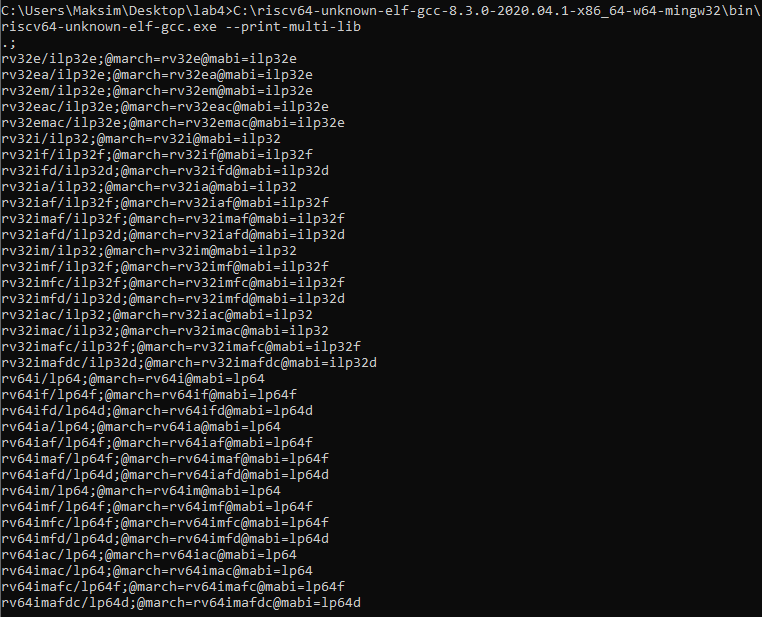 C:\Users\Maksim\Desktop\lab4>C:\riscv64-unknown-elf-gcc-8.3.0-2020.04.1-x86_64-w64-mingw32\bin\
riscv64-unknown-elf-gcc.exe --print-multi-lib
.;
rv32e/ilp32e;@march=rv32e@mabi=ilp32e
rv32ea/ilp32e;@march=rv32ea@mabi=ilp32e
rv32em/ilp32e;@march=rv32em@mabi=ilp32e
rv32eac/ilp32e;@march=rv32eac@mabi=ilp32e
rv32emac/ilp32e;@march=rv32emac@mabi=ilp32e
rv32i/ilp32;@march=rv32i@mabi=ilp32
rv32if/ilp32f;@march=rv32if@mabi=ilp32f
rv32ifd/ilp32d;@march=rv32ifd@mabi=ilp32d
rv32ia/ilp32;@march=rv32ia@mabi=ilp32
rv32iaf/ilp32f;@march=rv32iaf@mabi=ilp32f
rv32imaf/ilp32f;@march=rv32imaf@mabi=ilp32f
rv32iafd/ilp32d;@march=rv32iafd@mabi=ilp32d
rv32im/ilp32;@march=rv32im@mabi=ilp32
rv32imf/ilp32f;@march=rv32imf@mabi=ilp32f
rv32imfc/ilp32f;@march=rv32imfc@mabi=ilp32f
rv32imfd/ilp32d;@march=rv32imfd@mabi=ilp32d
rv32iac/ilp32;@march=rv32iac@mabi=ilp32
rv32imac/ilp32;@march=rv32imac@mabi=ilp32
rv32imafc/ilp32f;@march=rv32imafc@mabi=ilp32f
rv32imafdc/ilp32d;@march=rv32imafdc@mabi=ilp32d
rv64i/lp64;@march=rv64i@mabi=lp64
rv64if/lp64f;@march=rv64if@mabi=lp64f
rv64ifd/lp64d;@march=rv64ifd@mabi=lp64d
rv64ia/lp64;@march=rv64ia@mabi=lp64
rv64iaf/lp64f;@march=rv64iaf@mabi=lp64f
rv64imaf/lp64f;@march=rv64imaf@mabi=lp64f
rv64iafd/lp64d;@march=rv64iafd@mabi=lp64d
rv64im/lp64;@march=rv64im@mabi=lp64
rv64imf/lp64f;@march=rv64imf@mabi=lp64f
rv64imfc/lp64f;@march=rv64imfc@mabi=lp64f
rv64imfd/lp64d;@march=rv64imfd@mabi=lp64d
rv64iac/lp64;@march=rv64iac@mabi=lp64
rv64imac/lp64;@march=rv64imac@mabi=lp64
rv64imafc/lp64f;@march=rv64imafc@mabi=lp64f
rv64imafdc/lp64d;@march=rv64imafdc@mabi=lp64d